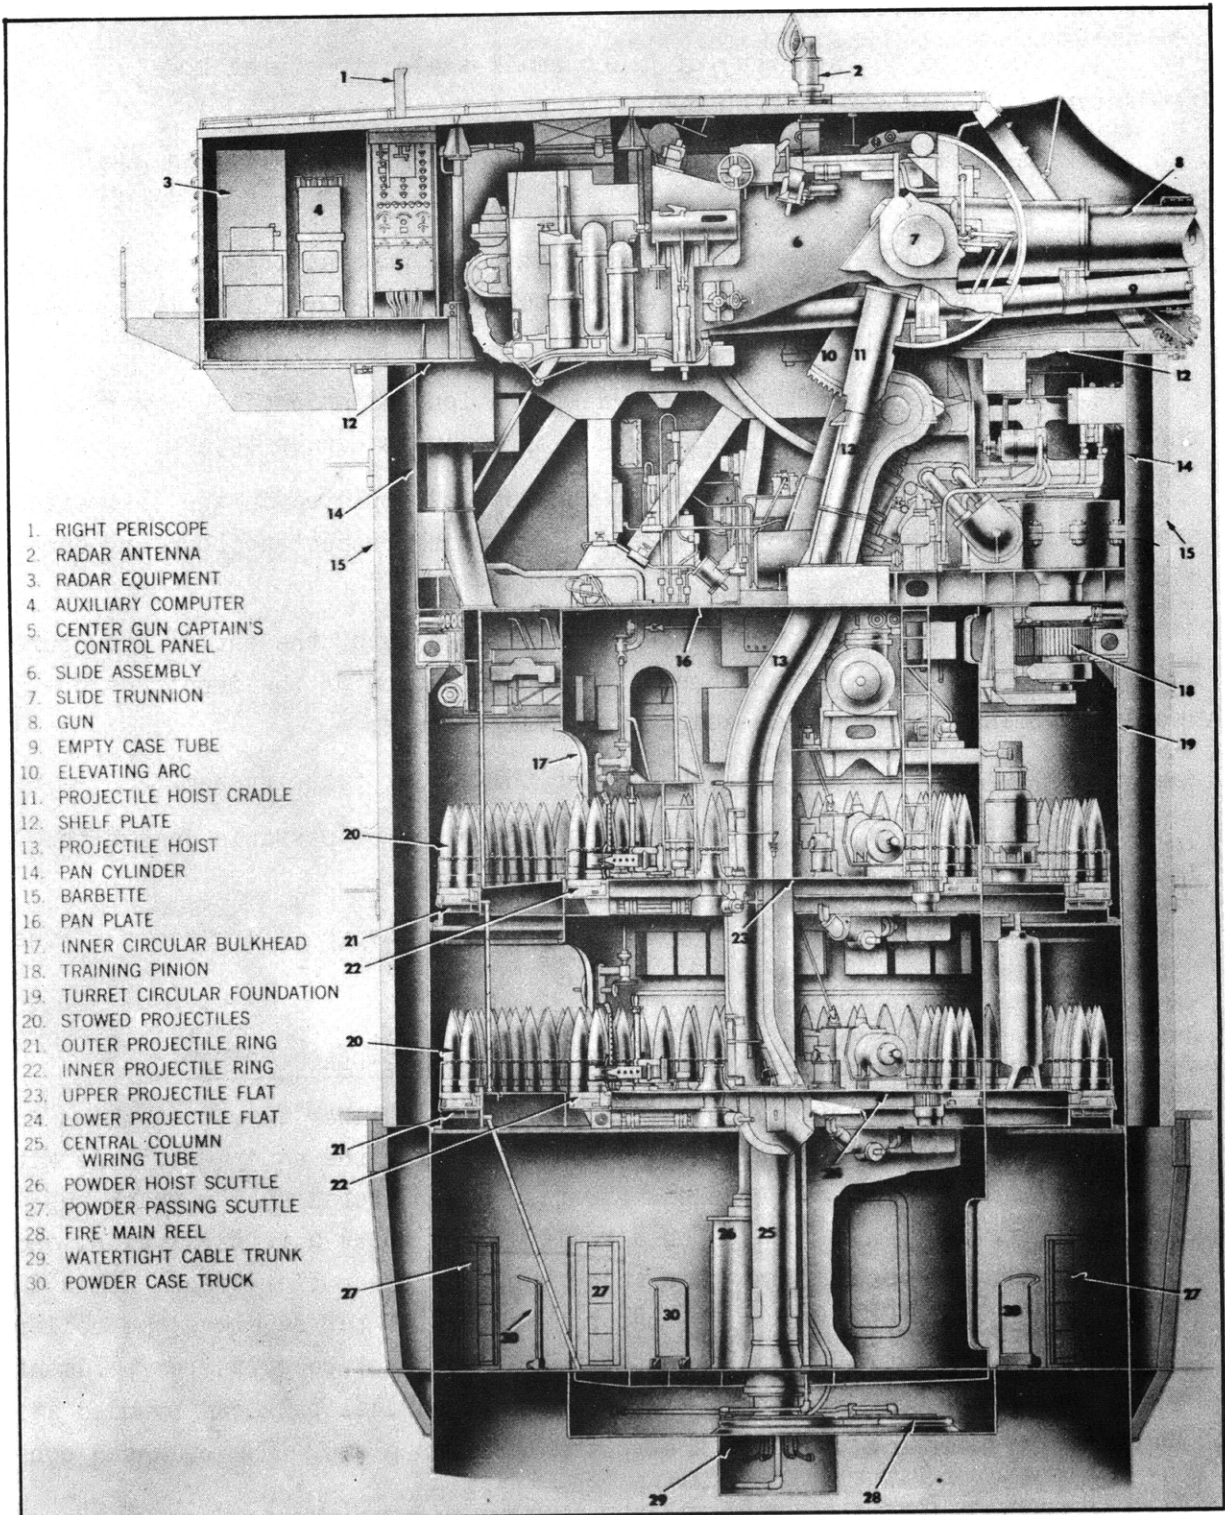 1
2
3
4
5
6
7
8
9
10
11
12
12
12
14
14
15
15
16
13
17
18
19
20
21
22
23
20
21
22
26
25
27
27
30
27
29
28
1. RIGHT PERISCOPE
2. RADAR ANTENNA
3. RADAR EQUIPMENT
4. AUXILIARY COMPUTER
5. CENTER GUN CAPTAIN'S
CONTROL PANEL
6. SLIDE ASSEMBLY
7. SLIDE TRUNNION
8. GUN
9. EMPTY CASE TUBE
10. ELEVATING ARC
11. PROJECTILE HOIST CRADLE
12. SHELF PLATE
13. PROJECTILE HOIST
14. PAN CYLINDER
15. BARBETTE
16. PAN PLATE
17. INNER CIRCULAR BULKHEAD
18. TRAINING PINION
19. TURRET CIRCULAR FOUNDATION
20. STOWED PROJECTILES
21. OUTER PROJECTILE RING
22. INNER PROJECTILE RING
23. UPPER PROJECTILE FLAT
24. LOWER PROJECTILE FLAT
25. CENTRAL COLUMN
WIRING TUBE
26. POWDER HOIST SCUTTLE
27. POWDER PASSING SCUTTLE
28. FIRE MAIN REEL
29. WATERTIGHT CABLE TRUNK
30. POWDER CASE TRUCK